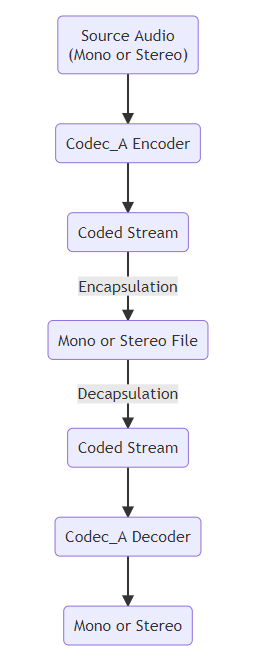 Source Audio
(Mono or Stereo)
Codec_A Encoder
Coded Stream
Encapsulation
Mono or Stereo File
Decapsulation
Coded Stream
Codec_A Decoder
Mono or Stereo